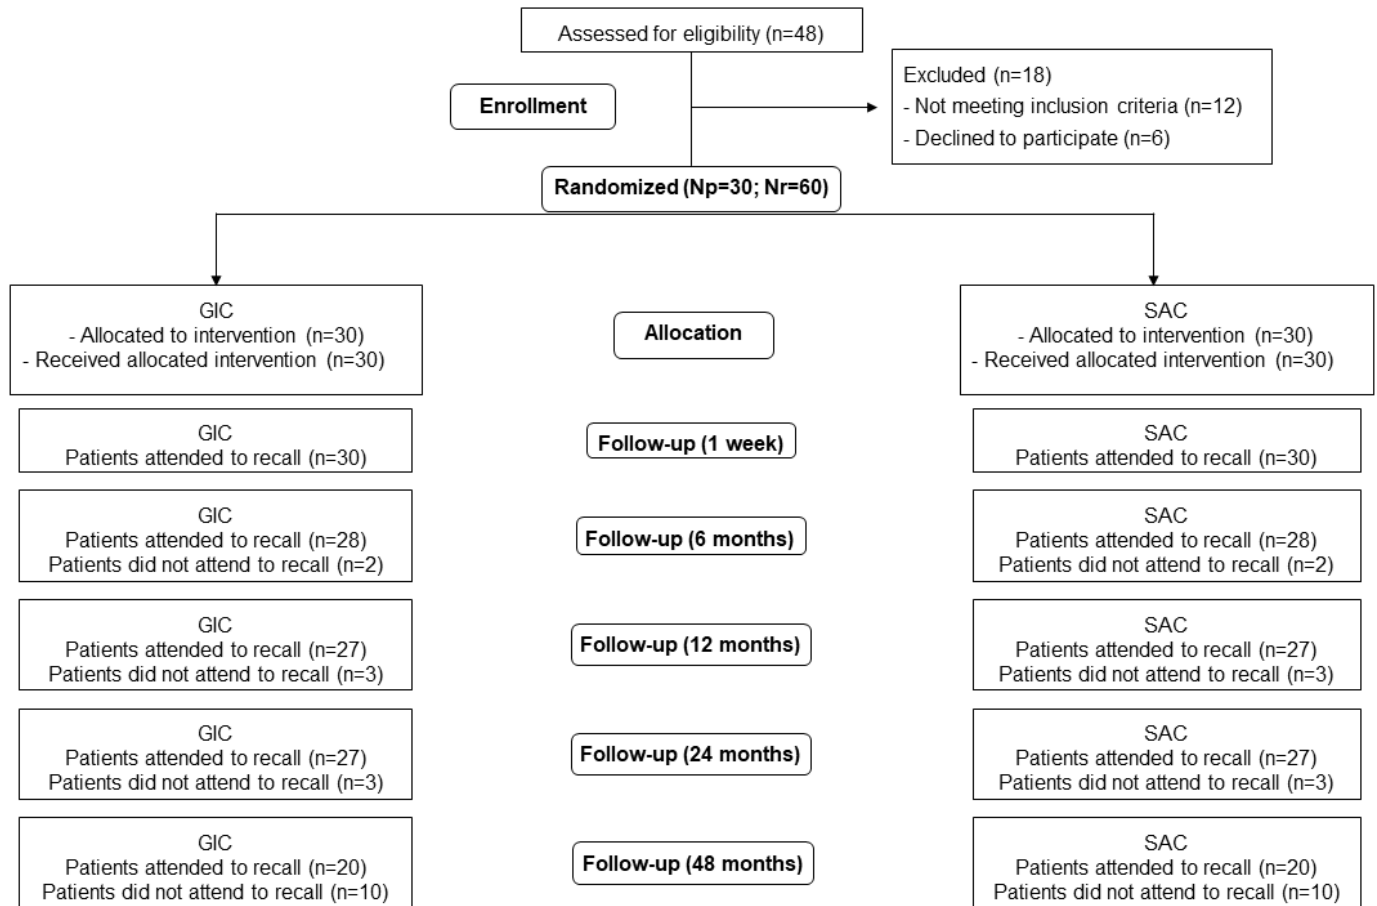 Assessed for eligibility (n=48)
Excluded (n=18)
- Not meeting inclusion criteria (n=12)
- Declined to participate (n=6)
Enrollment
Randomized (Np=30; Nr=60)
GIC
- Allocated to intervention (n=30)
- Received allocated intervention (n=30)
Allocation
SAC
- Allocated to intervention (n=30)
- Received allocated intervention (n=30)
GIC
Patients attended to recall (n=30)
Follow-up (1 week)
SAC
Patients attended to recall (n=30)
GIC
Patients attended to recall (n=28)
Patients did not attend to recall (n=2)
Follow-up (6 months)
SAC
Patients attended to recall (n=28)
Patients did not attend to recall (n=2)
GIC
Patients attended to recall (n=27)
Patients did not attend to recall (n=3)
Follow-up (12 months)
SAC
Patients attended to recall (n=27)
Patients did not attend to recall (n=3)
GIC
Patients attended to recall (n=27)
Patients did not attend to recall (n=3)
Follow-up (24 months)
SAC
Patients attended to recall (n=27)
Patients did not attend to recall (n=3)
GIC
Patients attended to recall (n=20)
Patients did not attend to recall (n=10)
Follow-up (48 months)
SAC
Patients attended to recall (n=20)
Patients did not attend to recall (n=10)